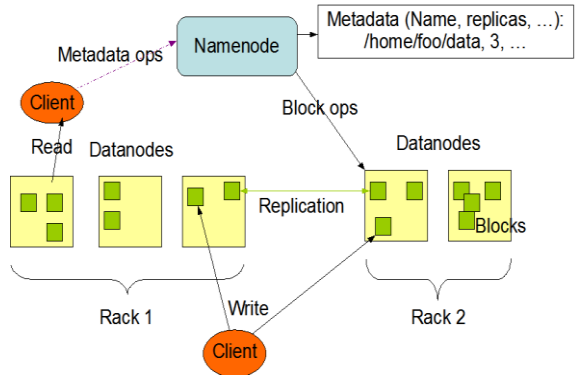 Metadata (Name, replicas, …):
/home/foo/data, 3, …
Namenode
Metadata ops
Client
Block ops
Read
Datanodes
Datanodes
Replication
Blocks
Write
Rack 1
Rack 2
Client